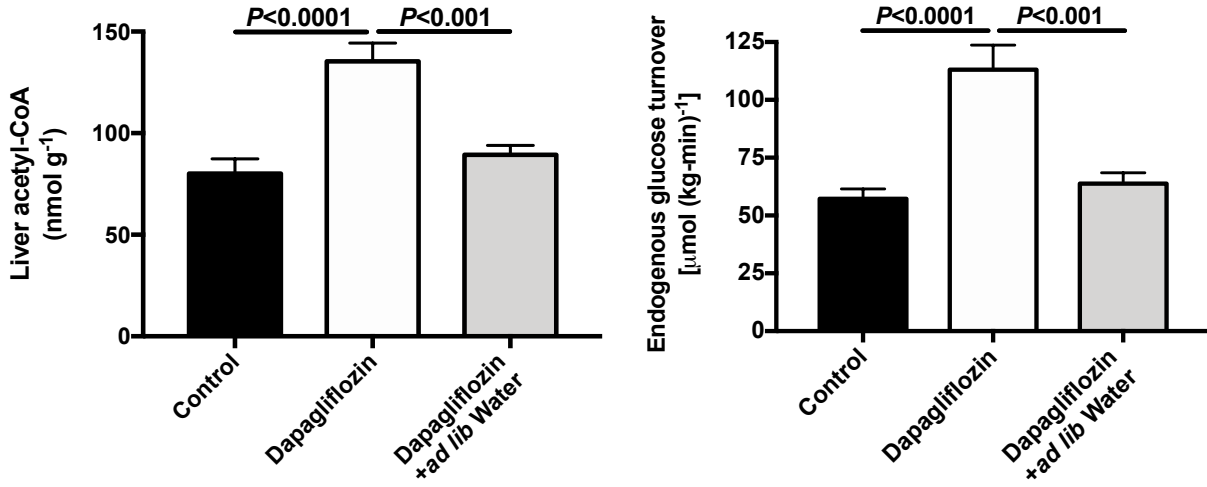 P<0.0001 P<0.001
Liver acetyl-CoA
(nmol g⁻¹)
150
100
50
0
Control
Dapagliflozin
Dapagliflozin
+ad lib Water
P<0.0001 P<0.001
Endogenous glucose turnover
[μmol (kg-min)⁻¹]
125
100
75
50
25
0
Control
Dapagliflozin
Dapagliflozin
+ad lib Water